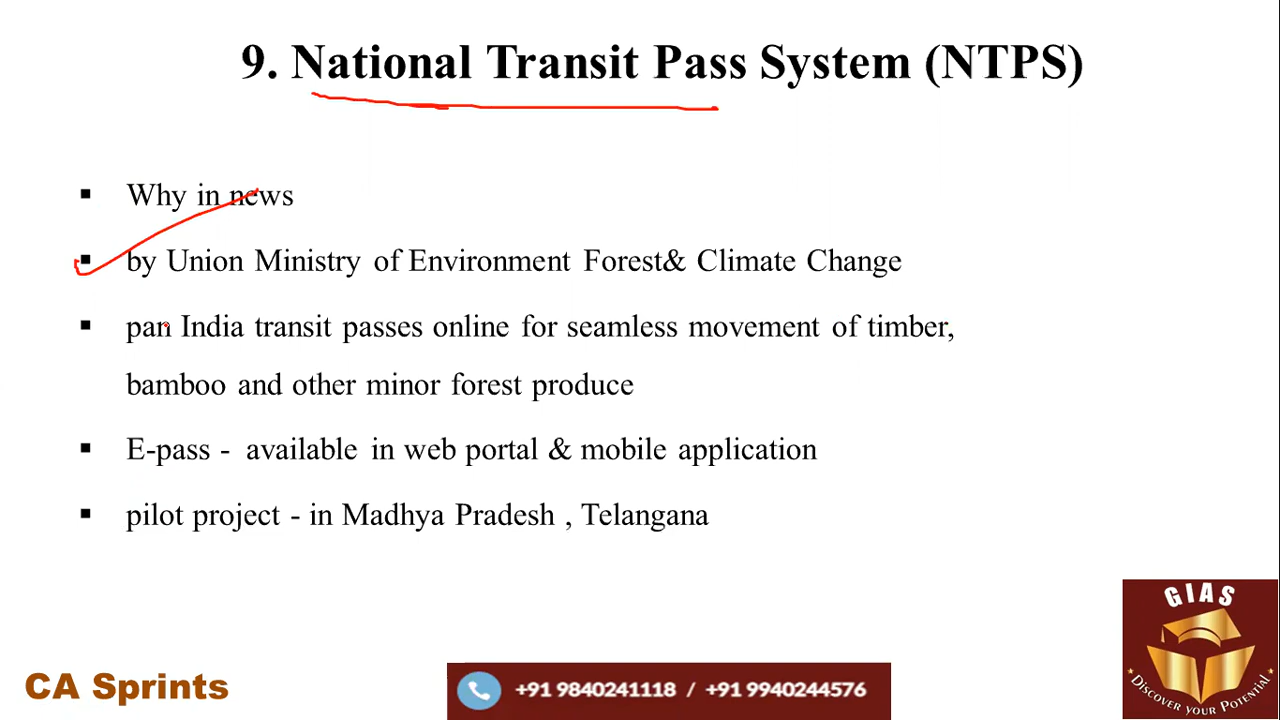 9. National Transit Pass System (NTPS)
▪ Why in news
▪ by Union Ministry of Environment Forest& Climate Change
▪ pan India transit passes online for seamless movement of timber,
bamboo and other minor forest produce
▪ E-pass - available in web portal & mobile application
▪ pilot project - in Madhya Pradesh , Telangana
GIAS
DISCOVER YOUR POTENTIAL
CA Sprints
+91 9840241118 / +91 9940244576